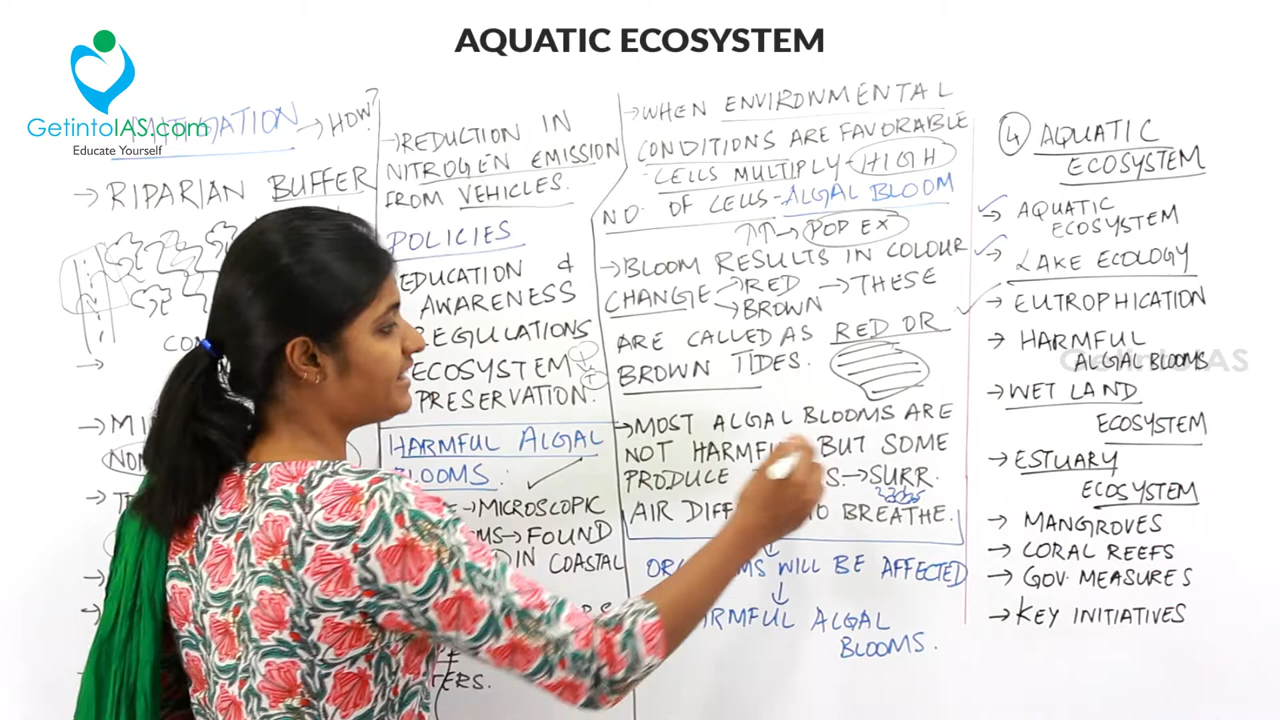 AQUATIC ECOSYSTEM
GetintoIAS.com
Educate Yourself
MITIGATION → HOW?
→ RIPARIAN BUFFER
→
→
→
→
→ REDUCTION IN
NITROGEN EMISSION
FROM VEHICLES.
POLICIES
EDUCATION &
AWARENESS
REGULATIONS
ECOSYSTEM
PRESERVATION.
HARMFUL ALGAL
BLOOMS.
→ MICROSCOPIC
→ FOUND
IN COASTAL
→ WHEN ENVIRONMENTAL
CONDITIONS ARE FAVORABLE
- CELLS MULTIPLY - HIGH
NO. OF CELLS - ALGAL BLOOM
↑↑ → POP EX
→ BLOOM RESULTS IN COLOUR
CHANGE → RED → THESE
→ BROWN
ARE CALLED AS RED OR
BROWN TIDES.
→ MOST ALGAL BLOOMS ARE
NOT BUT SOME
PRODUCE → SURR.
AIR BREATHE.
↓
WILL BE AFFECTED
↓
ALGAL
BLOOMS.
④ AQUATIC
ECOSYSTEM
→ AQUATIC
ECOSYSTEM
→ LAKE ECOLOGY
→ EUTROPHICATION
→ HARMFUL
ALGAL BLOOMS
GetintoIAS
→ WET LAND
ECOSYSTEM
→ ESTUARY
ECOSYSTEM
→ MANGROVES
→ CORAL REEFS
→ GOV. MEASURES
→ KEY INITIATIVES